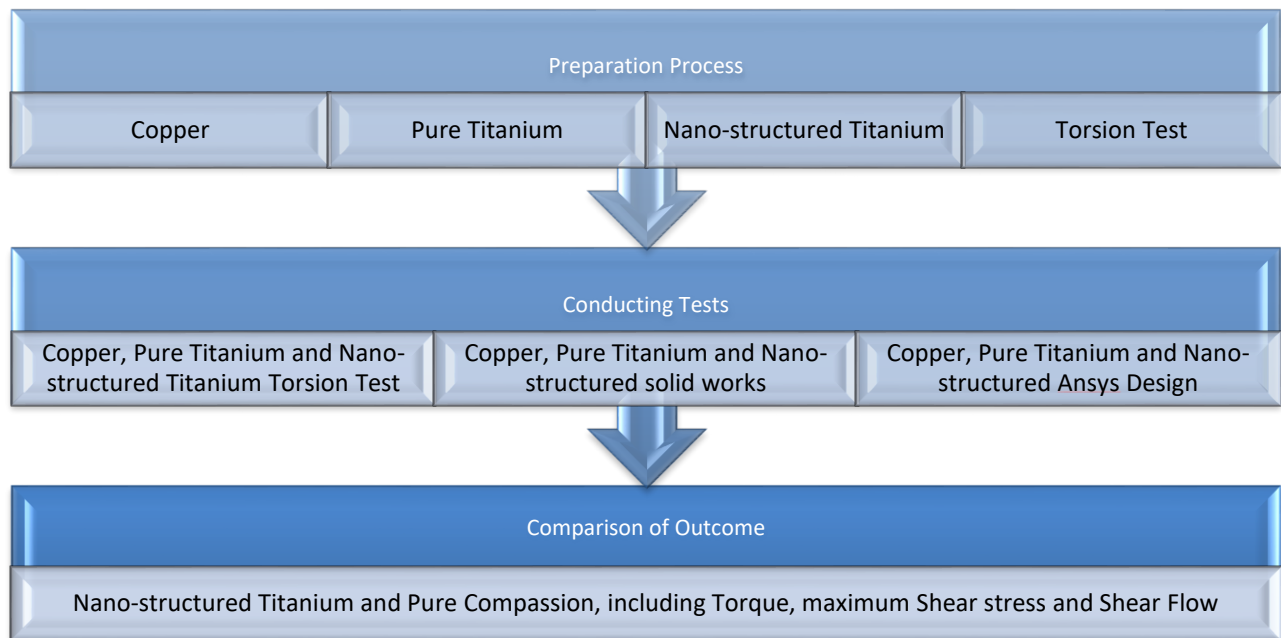 Preparation Process
Copper
Pure Titanium
Nano-structured Titanium
Torsion Test
Conducting Tests
Copper, Pure Titanium and Nano-
structured Titanium Torsion Test
Copper, Pure Titanium and Nano-
structured solid works
Copper, Pure Titanium and Nano-
structured Ansys Design
Comparison of Outcome
Nano-structured Titanium and Pure Compassion, including Torque, maximum Shear stress and Shear Flow